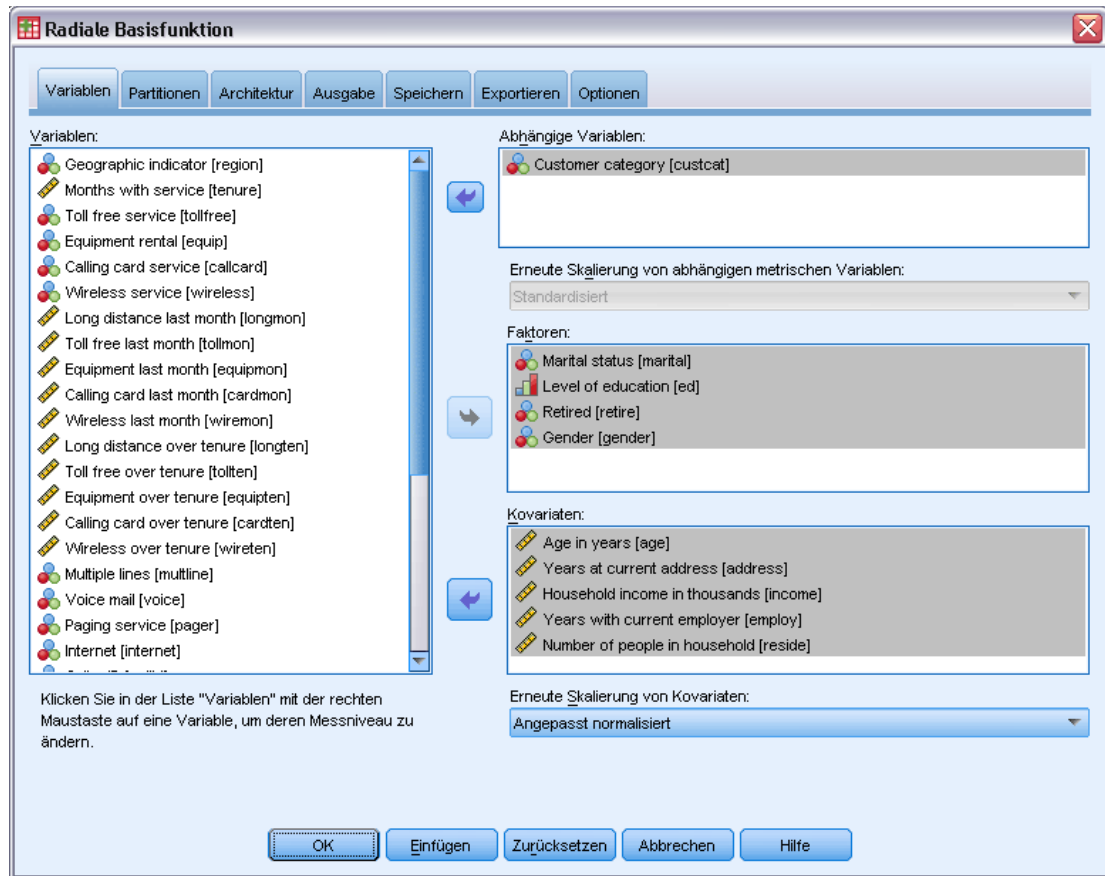 Radiale Basisfunktion
Variablen
Partitionen
Architektur
Ausgabe
Speichern
Exportieren
Optionen
Variablen:
Geographic indicator [region]
Months with service [tenure]
Toll free service [tollfree]
Equipment rental [equip]
Calling card service [callcard]
Wireless service [wireless]
Long distance last month [longmon]
Toll free last month [tollmon]
Equipment last month [equipmon]
Calling card last month [cardmon]
Wireless last month [wiremon]
Long distance over tenure [longten]
Toll free over tenure [tollten]
Equipment over tenure [equipten]
Calling card over tenure [cardten]
Wireless over tenure [wireten]
Multiple lines [multline]
Voice mail [voice]
Paging service [pager]
Internet [internet]
Klicken Sie in der Liste "Variablen" mit der rechten
Maustaste auf eine Variable, um deren Messniveau zu
ändern.
Abhängige Variablen:
Customer category [custcat]
Erneute Skalierung von abhängigen metrischen Variablen:
Standardisiert
Faktoren:
Marital status [marital]
Level of education [ed]
Retired [retire]
Gender [gender]
Kovariaten:
Age in years [age]
Years at current address [address]
Household income in thousands [income]
Years with current employer [employ]
Number of people in household [reside]
Erneute Skalierung von Kovariaten:
Angepasst normalisiert
OK
Einfügen
Zurücksetzen
Abbrechen
Hilfe